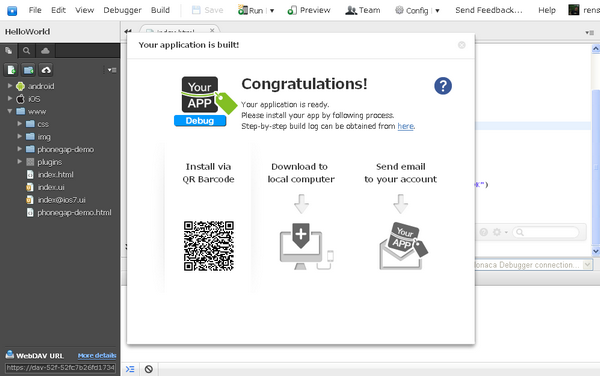 File Edit View Debugger Build Save Run Preview Team Config Send Feedback... rens
HelloWorld
index.html
Your application is built!
Your
APP
Debug
Congratulations!
Your application is ready.
Please install your app by following process.
Step-by-step build log can be obtained from here.
Install via
QR Barcode
Download to
local computer
Send email
to your account
Your
APP
android
iOS
www
css
img
phonegap-demo
plugins
index.html
index.ui
index@ios7.ui
phonegap-demo.html
")
Debugger connection...
WebDAV URL More details
https://dav-52f-52fc7b26fd1734